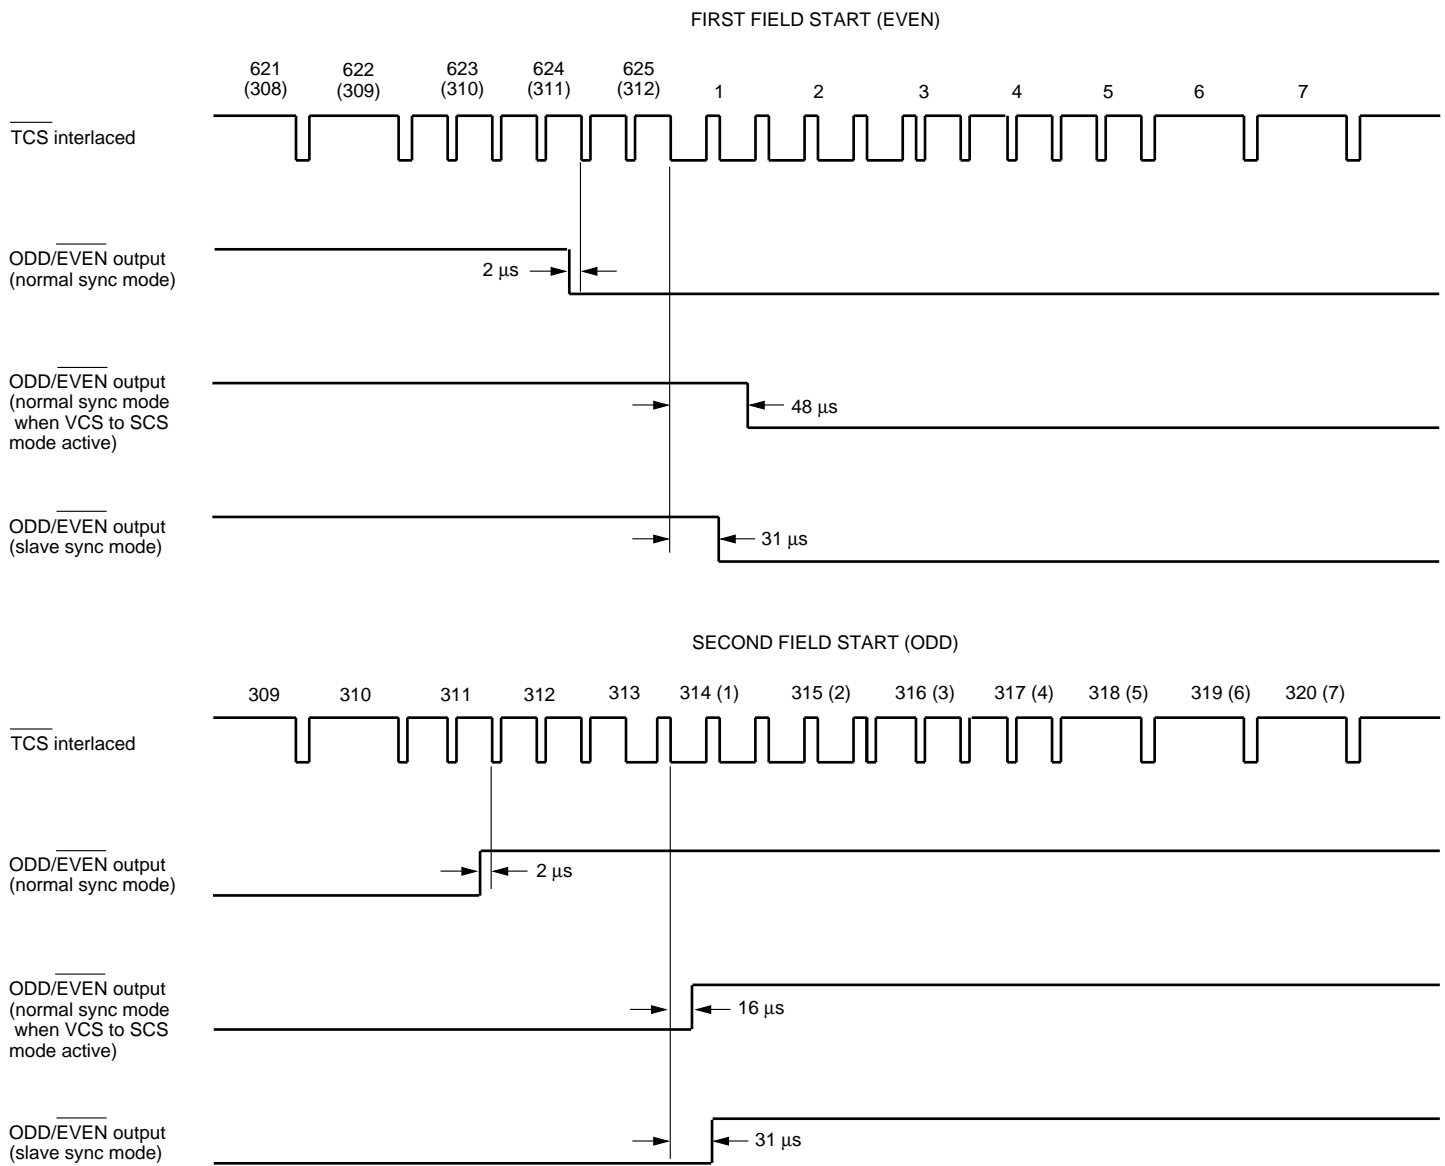 FIRST FIELD START (EVEN)
621 (308) 622 (309) 623 (310) 624 (311) 625 (312) 1 2 3 4 5 6 7
TCS interlaced
ODD/EVEN output
(normal sync mode)
2 µs
ODD/EVEN output
(normal sync mode
when VCS to SCS
mode active)
48 µs
ODD/EVEN output
(slave sync mode)
31 µs
SECOND FIELD START (ODD)
309 310 311 312 313 314 (1) 315 (2) 316 (3) 317 (4) 318 (5) 319 (6) 320 (7)
TCS interlaced
ODD/EVEN output
(normal sync mode)
2 µs
ODD/EVEN output
(normal sync mode
when VCS to SCS
mode active)
16 µs
ODD/EVEN output
(slave sync mode)
31 µs